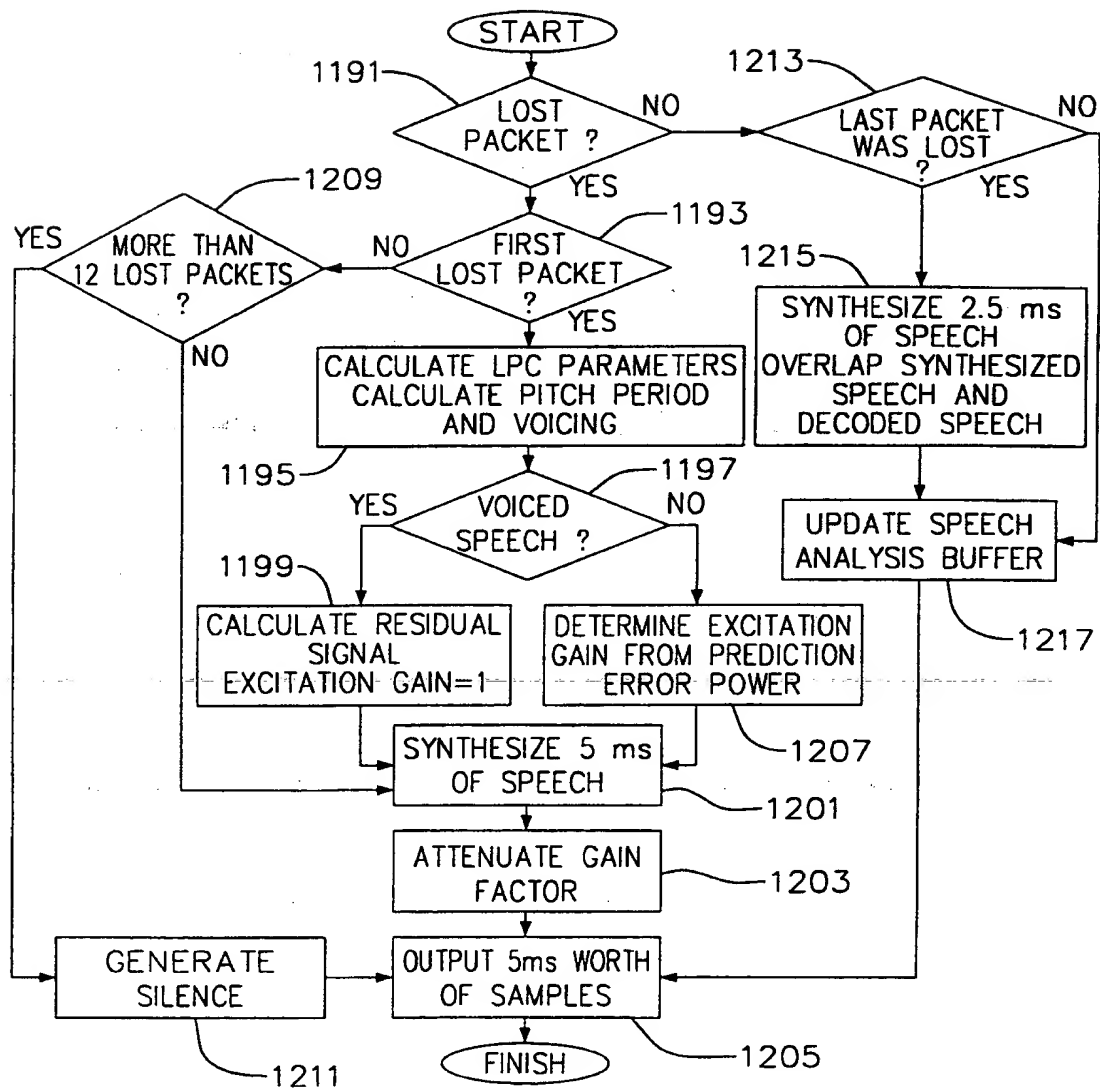 START
1191
LOST
PACKET ?
NO
YES
1213
LAST PACKET
WAS LOST
?
NO
YES
1209
YES
MORE THAN
12 LOST PACKETS
?
NO
NO
1193
FIRST
LOST PACKET
?
YES
1215
SYNTHESIZE 2.5 ms
OF SPEECH
OVERLAP SYNTHESIZED
SPEECH AND
DECODED SPEECH
CALCULATE LPC PARAMETERS
CALCULATE PITCH PERIOD
AND VOICING
1195
1197
YES
VOICED
SPEECH ?
NO
UPDATE SPEECH
ANALYSIS BUFFER
1217
1199
CALCULATE RESIDUAL
SIGNAL
EXCITATION GAIN=1
DETERMINE EXCITATION
GAIN FROM PREDICTION
ERROR POWER
1207
SYNTHESIZE 5 ms
OF SPEECH
1201
ATTENUATE GAIN
FACTOR
1203
GENERATE
SILENCE
1211
OUTPUT 5ms WORTH
OF SAMPLES
1205
FINISH